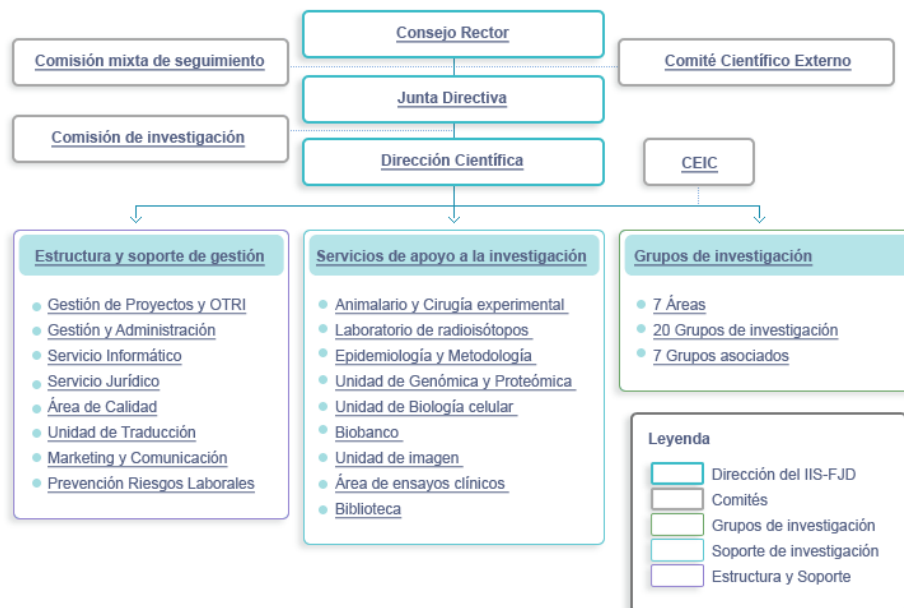 Consejo Rector
Comisión mixta de seguimiento
Comité Científico Externo
Junta Directiva
Comisión de investigación
Dirección Científica
CEIC
Estructura y soporte de gestión
Gestión de Proyectos y OTRI
Gestión y Administración
Servicio Informático
Servicio Jurídico
Área de Calidad
Unidad de Traducción
Marketing y Comunicación
Prevención Riesgos Laborales
Servicios de apoyo a la investigación
Animalario y Cirugía experimental
Laboratorio de radioisótopos
Epidemiología y Metodología
Unidad de Genómica y Proteómica
Unidad de Biología celular
Biobanco
Unidad de imagen
Área de ensayos clínicos
Biblioteca
Grupos de investigación
7 Áreas
20 Grupos de investigación
7 Grupos asociados
Leyenda
Dirección del IIS-FJD
Comités
Grupos de investigación
Soporte de investigación
Estructura y Soporte